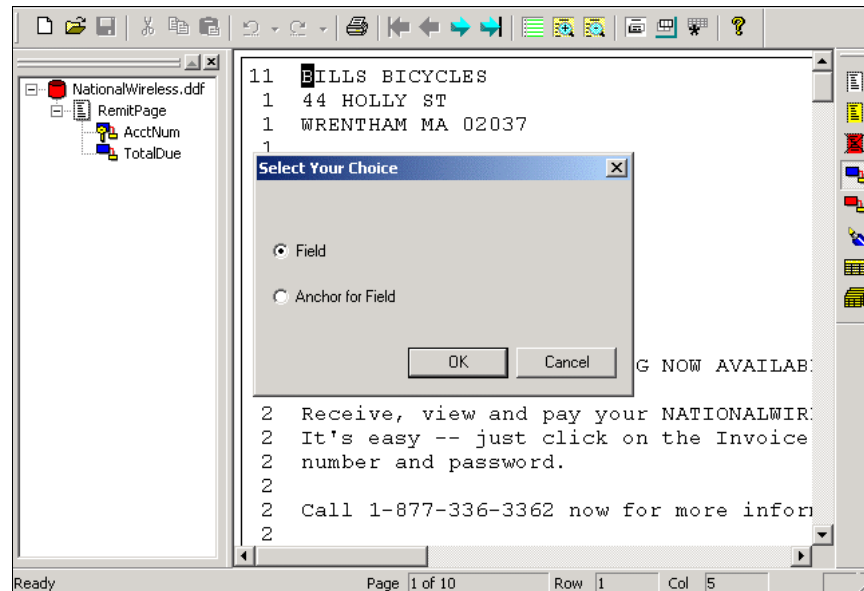 NationalWireless.ddf
RemitPage
AcctNum
TotalDue
11 BILLS BICYCLES
1 44 HOLLY ST
1 WRENTHAM MA 02037
1
Select Your Choice
Field
Anchor for Field
OK Cancel
G NOW AVAILAB
2 Receive, view and pay your NATIONALWIR
2 It's easy -- just click on the Invoice
2 number and password.
2
2 Call 1-877-336-3362 now for more infor
2
Ready Page 1 of 10 Row 1 Col 5